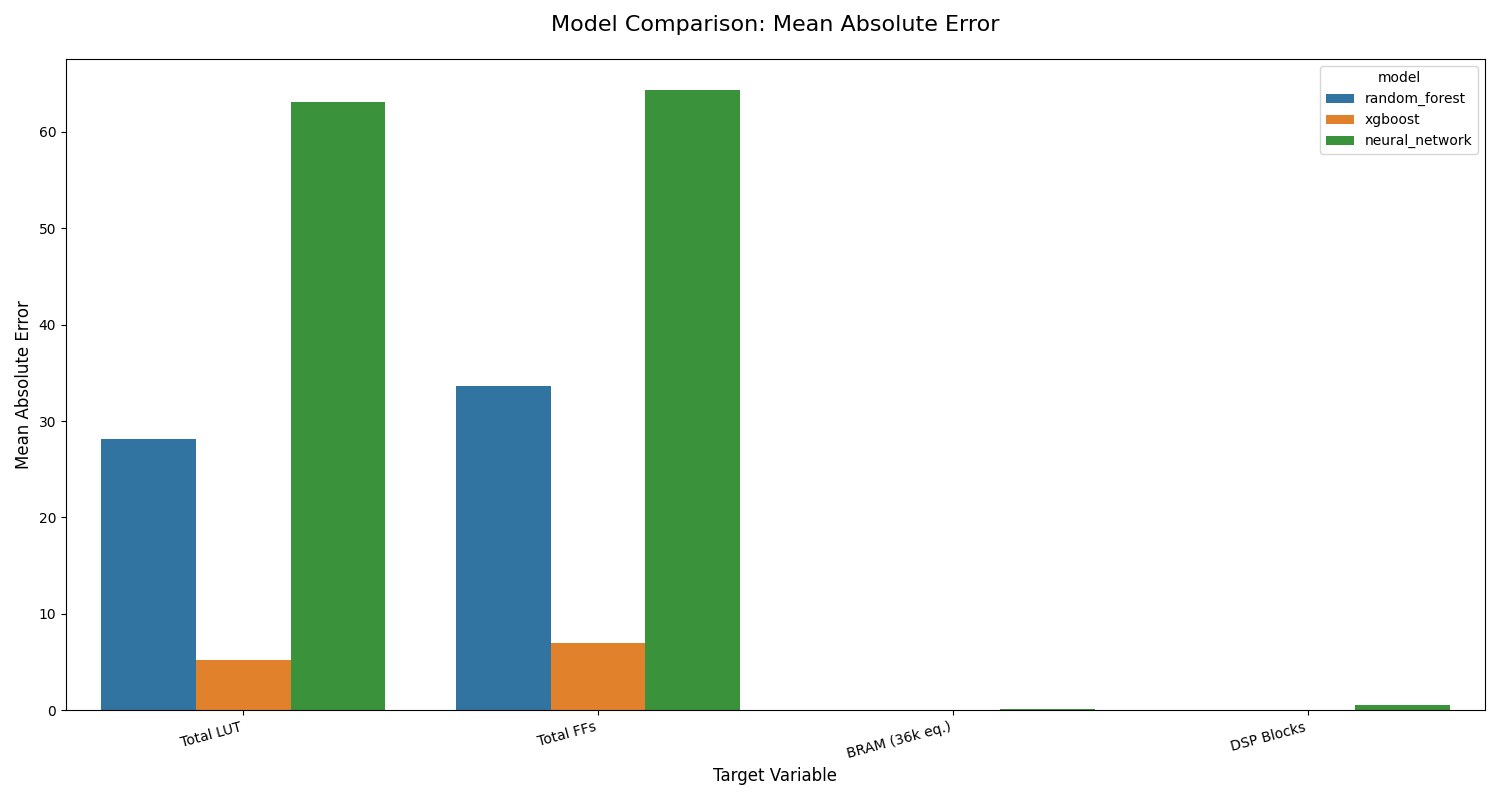 Model Comparison: Mean Absolute Error
model
random_forest
xgboost
neural_network
Mean Absolute Error
60
50
40
30
20
10
0
Total LUT
Total FFs
BRAM (36k eq.)
DSP Blocks
Target Variable